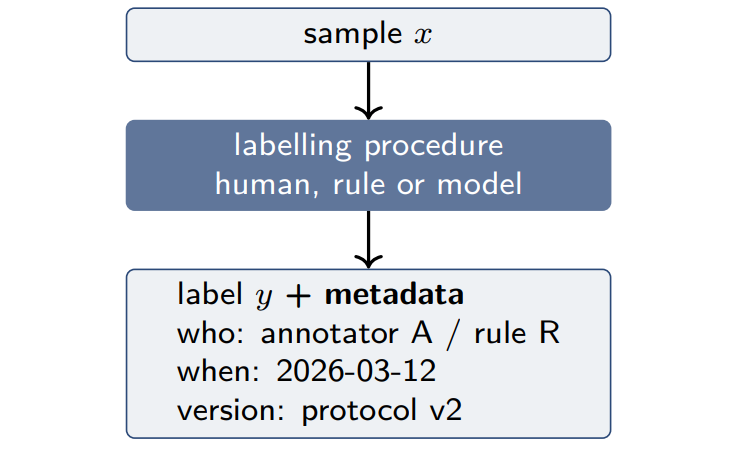 sample x
labelling procedure
human, rule or model
label y + metadata
who: annotator A / rule R
when: 2026-03-12
version: protocol v2